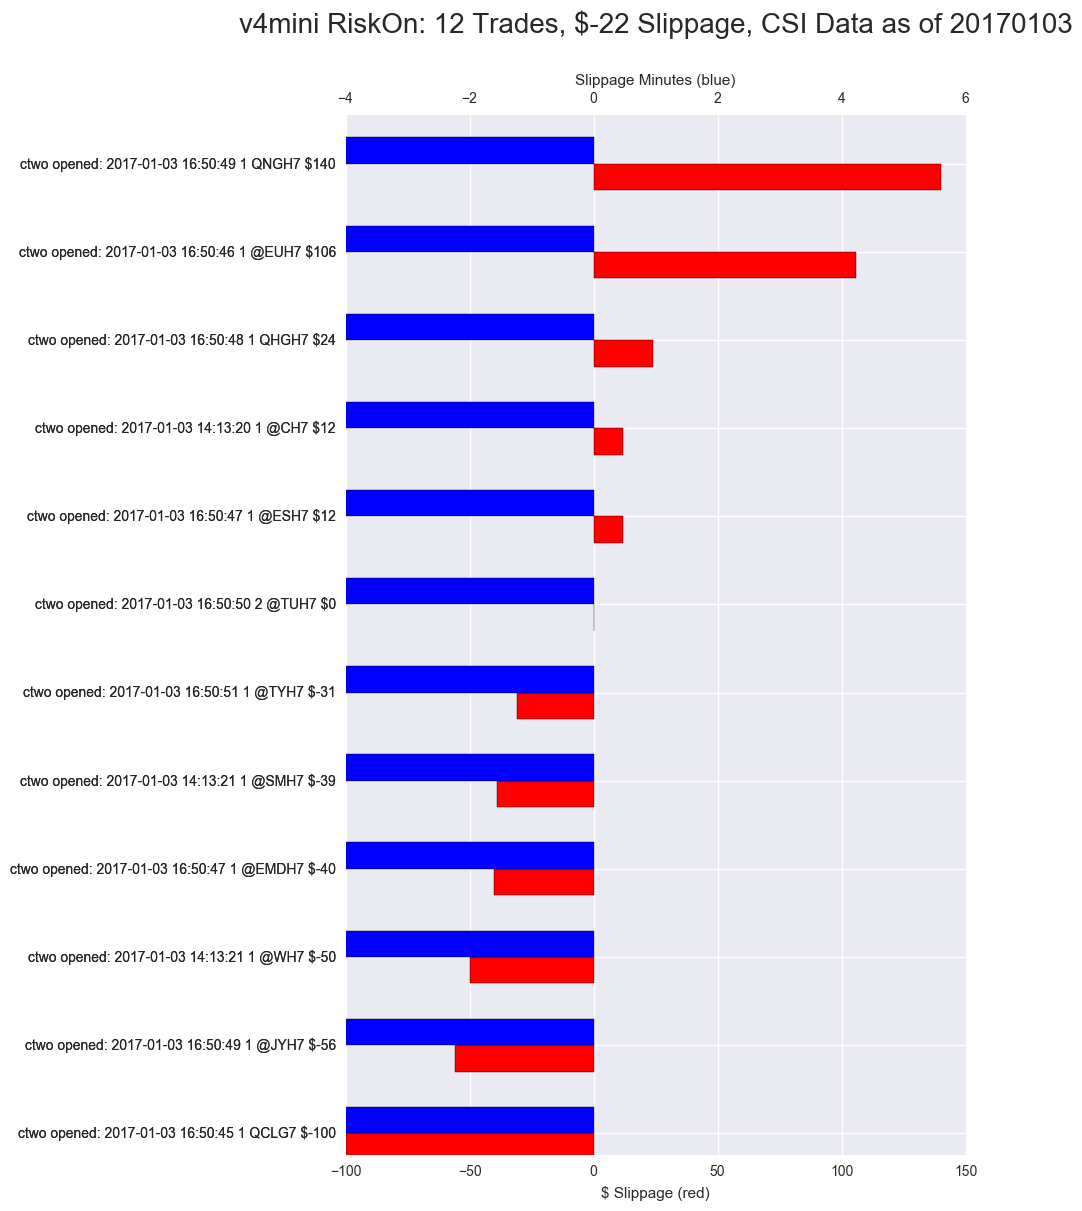 v4mini RiskOn: 12 Trades, $-22 Slippage, CSI Data as of 20170103
Slippage Minutes (blue)
−4 −2 0 2 4 6
ctwo opened: 2017-01-03 16:50:49 1 QNGH7 $140
ctwo opened: 2017-01-03 16:50:46 1 @EUH7 $106
ctwo opened: 2017-01-03 16:50:48 1 QHGH7 $24
ctwo opened: 2017-01-03 14:13:20 1 @CH7 $12
ctwo opened: 2017-01-03 16:50:47 1 @ESH7 $12
ctwo opened: 2017-01-03 16:50:50 2 @TUH7 $0
ctwo opened: 2017-01-03 16:50:51 1 @TYH7 $-31
ctwo opened: 2017-01-03 14:13:21 1 @SMH7 $-39
ctwo opened: 2017-01-03 16:50:47 1 @EMDH7 $-40
ctwo opened: 2017-01-03 14:13:21 1 @WH7 $-50
ctwo opened: 2017-01-03 16:50:49 1 @JYH7 $-56
ctwo opened: 2017-01-03 16:50:45 1 QCLG7 $-100
−100 −50 0 50 100 150
$ Slippage (red)